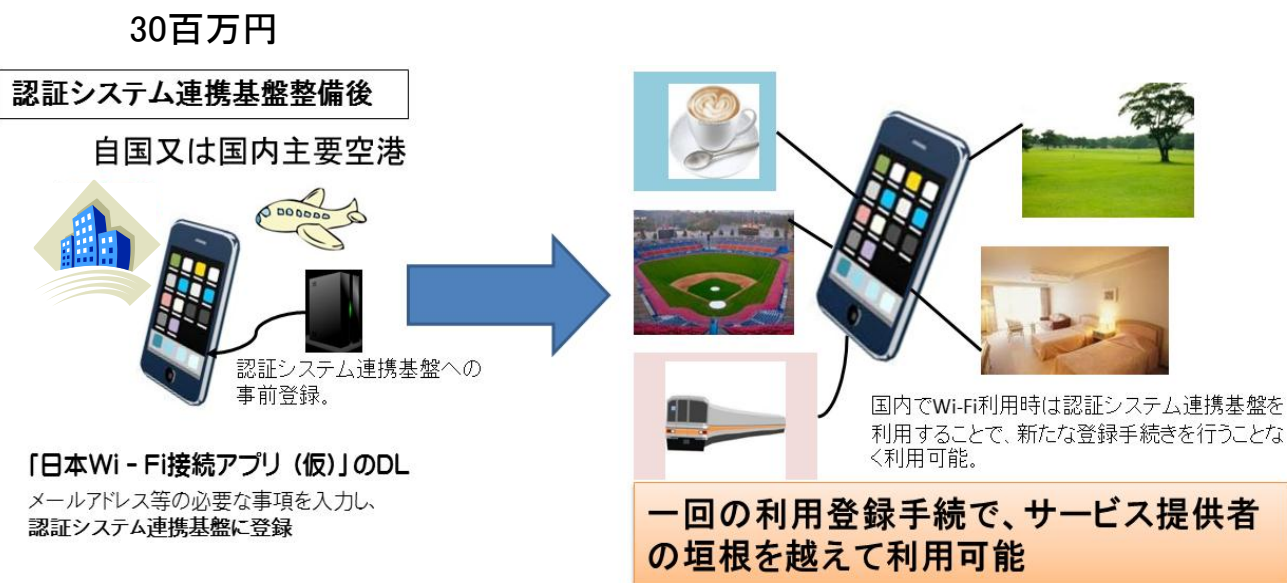 30百万円
認証システム連携基盤整備後
自国又は国内主要空港
認証システム連携基盤への
事前登録。
「日本Wi-Fi接続アプリ(仮)」のDL
メールアドレス等の必要な事項を入力し、
認証システム連携基盤に登録
国内でWi-Fi利用時は認証システム連携基盤を
利用することで、新たな登録手続きを行うことな
く利用可能。
一回の利用登録手続で、サービス提供者
の垣根を越えて利用可能